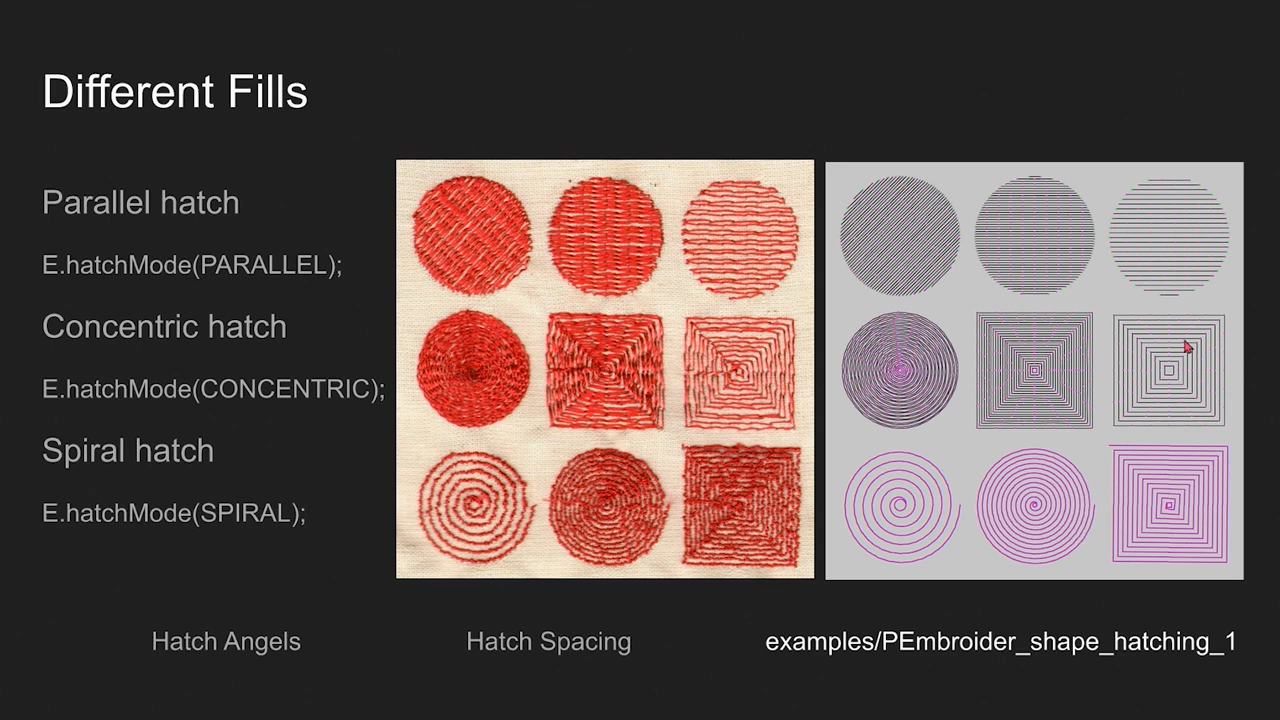 Different Fills
Parallel hatch
E.hatchMode(PARALLEL);
Concentric hatch
E.hatchMode(CONCENTRIC);
Spiral hatch
E.hatchMode(SPIRAL);
Hatch Angels
Hatch Spacing
examples/PEmbroider_shape_hatching_1